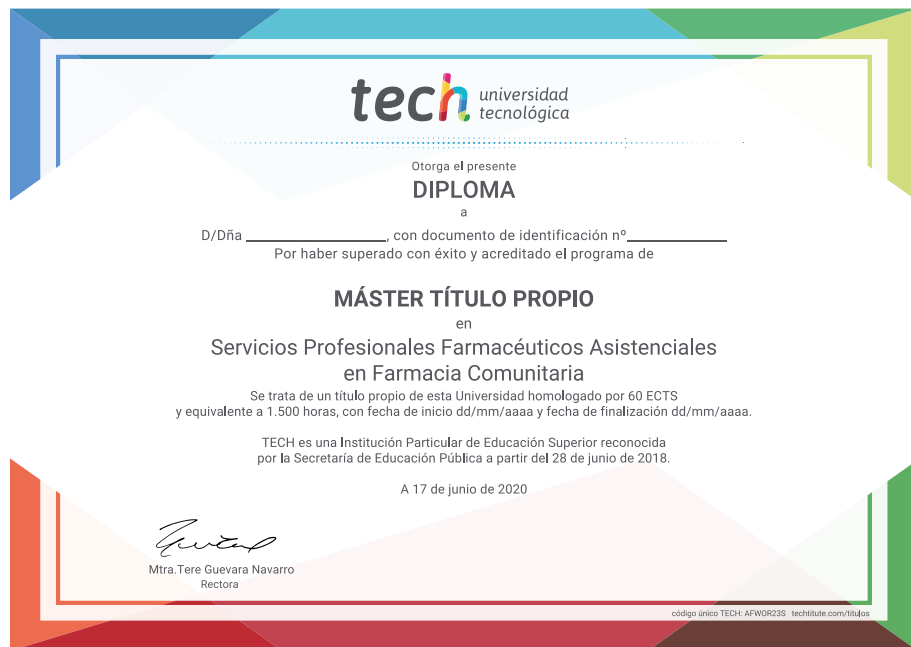 tech universidad
tecnológica
Otorga el presente
DIPLOMA
a
D/Dña ________________, con documento de identificación nº____________
Por haber superado con éxito y acreditado el programa de
MÁSTER TÍTULO PROPIO
en
Servicios Profesionales Farmacéuticos Asistenciales
en Farmacia Comunitaria
Se trata de un título propio de esta Universidad homologado por 60 ECTS
y equivalente a 1.500 horas, con fecha de inicio dd/mm/aaaa y fecha de finalización dd/mm/aaaa.
TECH es una Institución Particular de Educación Superior reconocida
por la Secretaría de Educación Pública a partir del 28 de junio de 2018.
A 17 de junio de 2020
Mtra.Tere Guevara Navarro
Rectora
código único TECH: AFWOR23S techtitute.com/titulos